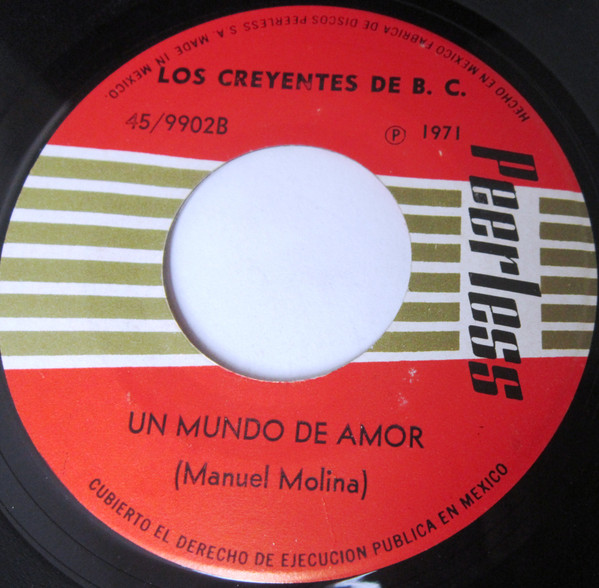 HECHO EN MEXICO FABRICA DE DISCOS PEERLESS S. A. MADE IN MEXICO.
LOS CREYENTES DE B. C.
45/9902B
Ⓟ 1971
Peerless
UN MUNDO DE AMOR
(Manuel Molina)
CUBIERTO EL DERECHO DE EJECUCION PUBLICA EN MEXICO